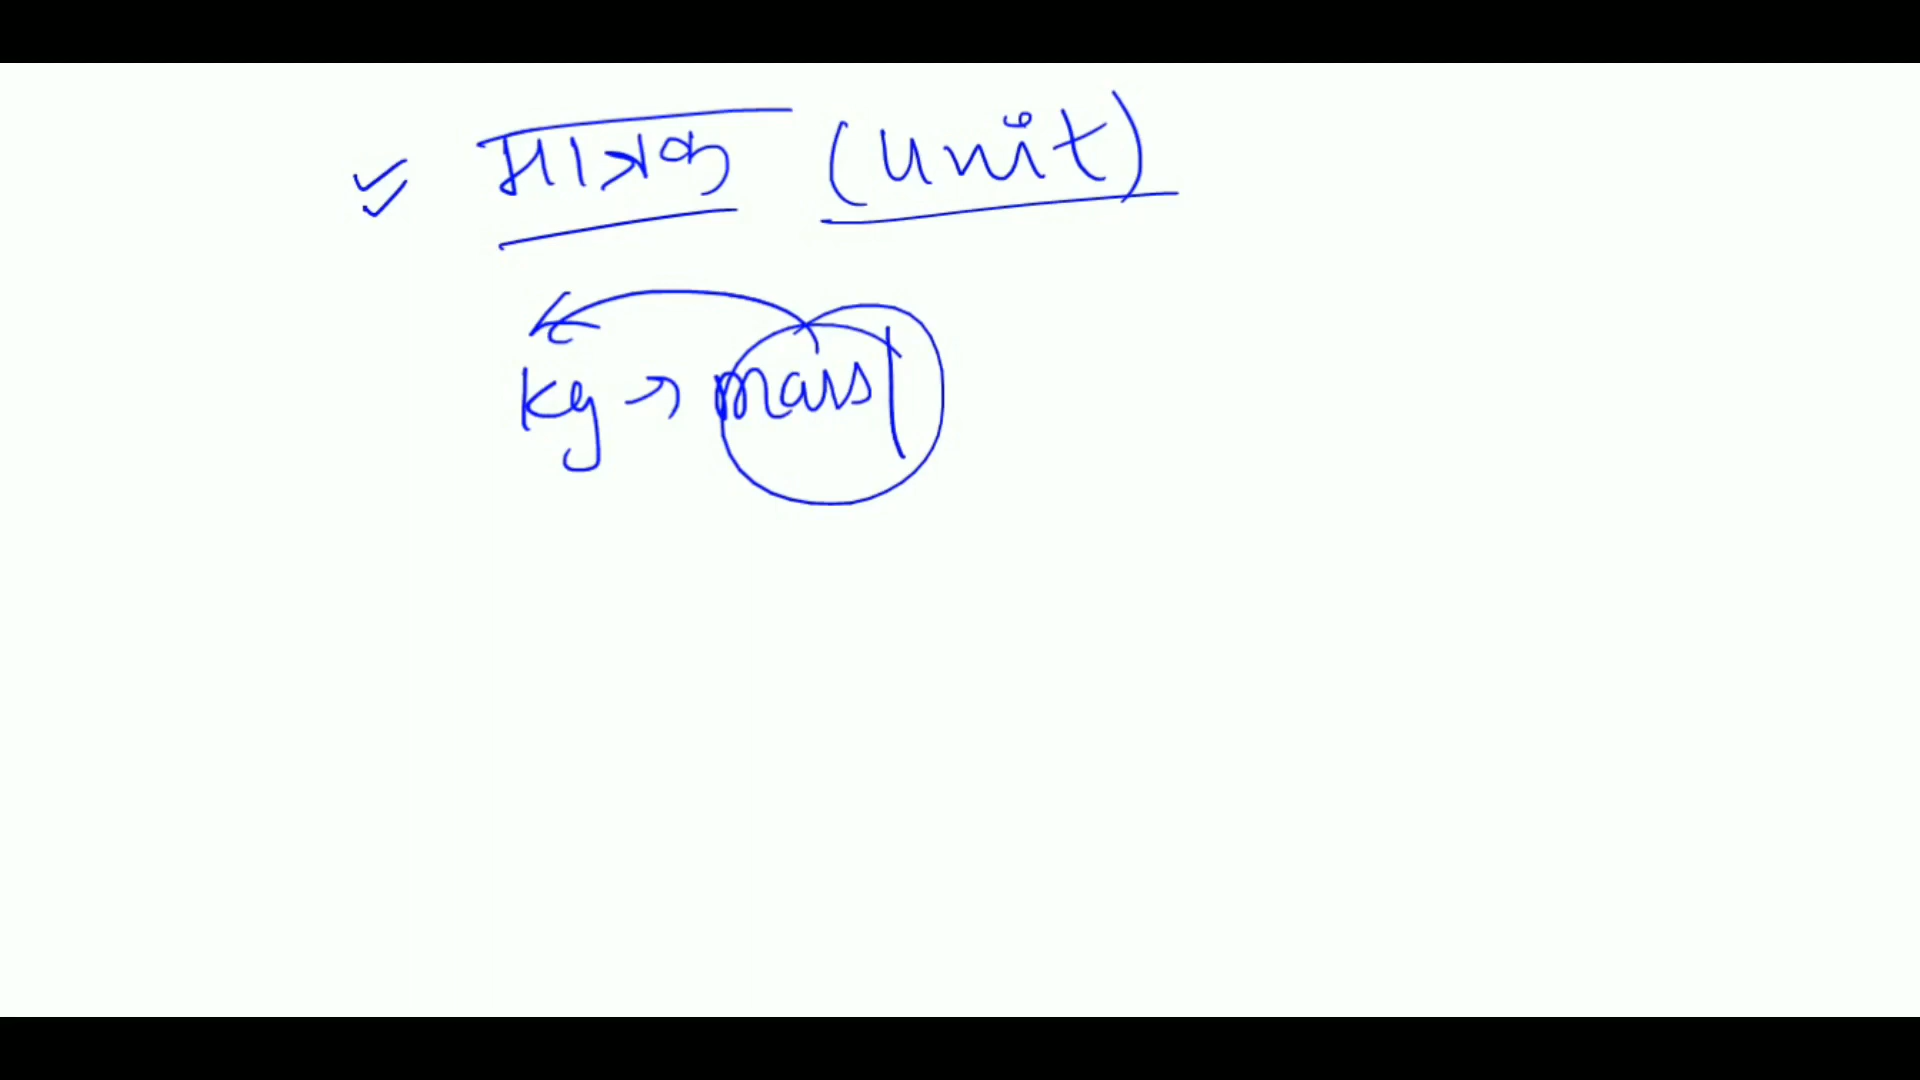 मात्रक (unit)
kg → mass